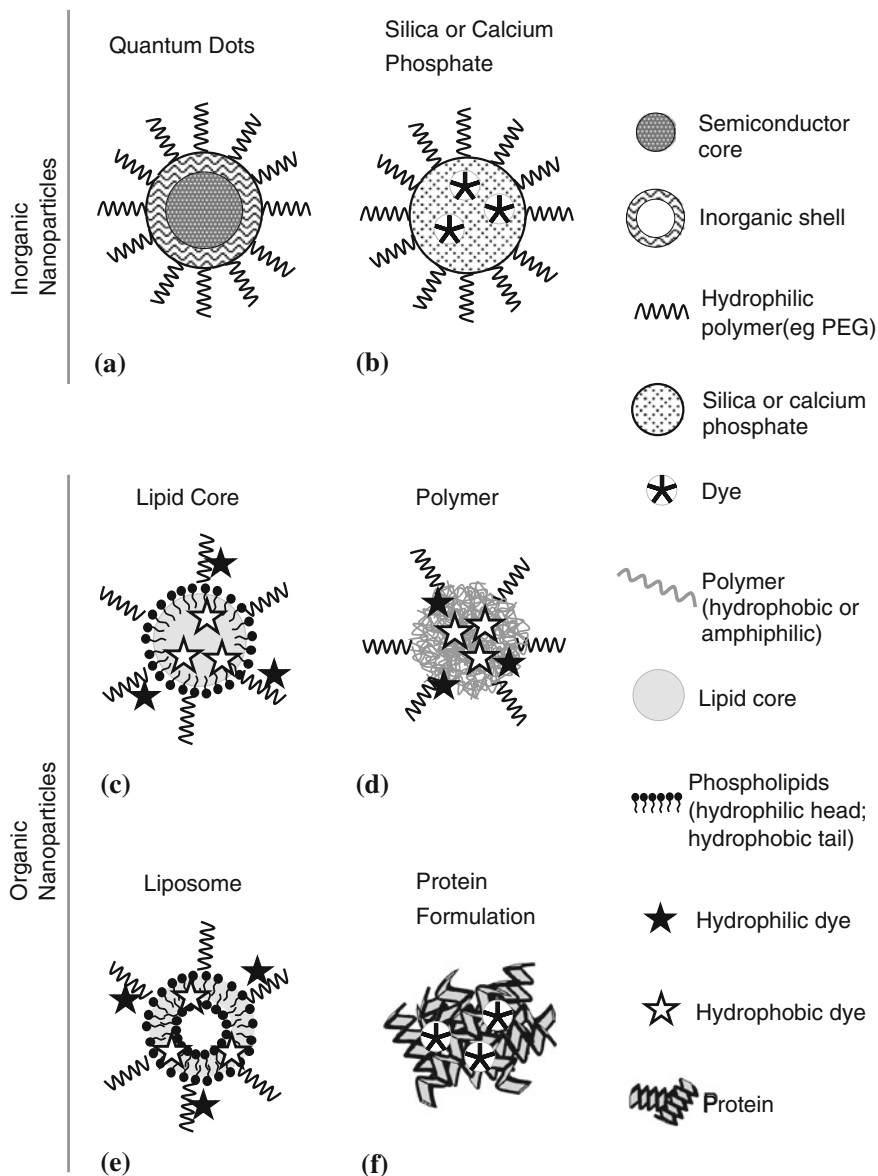 Quantum Dots
Silica or Calcium
Phosphate
Inorganic
Nanoparticles
(a)
(b)
Semiconductor
core
Inorganic shell
Hydrophilic
polymer(eg PEG)
Silica or calcium
phosphate
Dye
Lipid Core
Polymer
Organic
Nanoparticles
(c)
(d)
Liposome
Protein
Formulation
(e)
(f)
Polymer
(hydrophobic or
amphiphilic)
Lipid core
Phospholipids
(hydrophilic head;
hydrophobic tail)
Hydrophilic dye
Hydrophobic dye
Protein